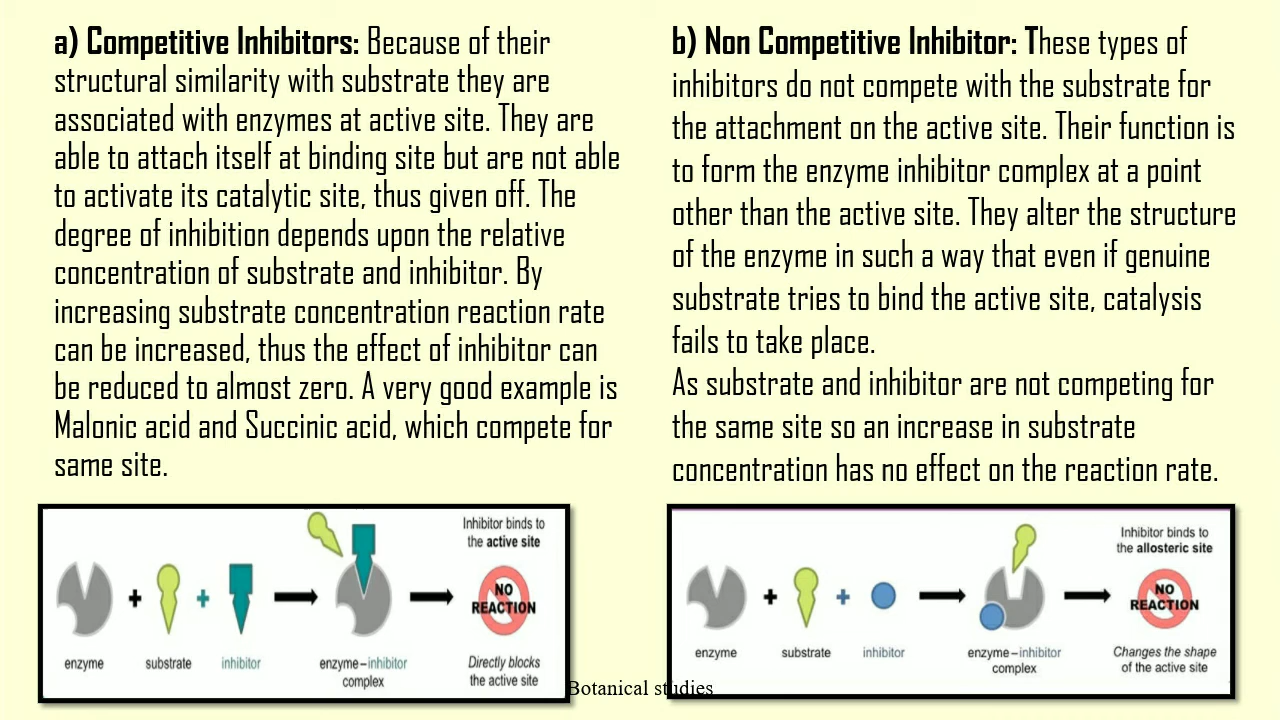 a) Competitive Inhibitors: Because of their
structural similarity with substrate they are
associated with enzymes at active site. They are
able to attach itself at binding site but are not able
to activate its catalytic site, thus given off. The
degree of inhibition depends upon the relative
concentration of substrate and inhibitor. By
increasing substrate concentration reaction rate
can be increased, thus the effect of inhibitor can
be reduced to almost zero. A very good example is
Malonic acid and Succinic acid, which compete for
same site.
Inhibitor binds to
the active site
+
+
NO
REACTION
enzyme
substrate
inhibitor
enzyme–inhibitor
complex
Directly blocks
the active site
b) Non Competitive Inhibitor: These types of
inhibitors do not compete with the substrate for
the attachment on the active site. Their function is
to form the enzyme inhibitor complex at a point
other than the active site. They alter the structure
of the enzyme in such a way that even if genuine
substrate tries to bind the active site, catalysis
fails to take place.
As substrate and inhibitor are not competing for
the same site so an increase in substrate
concentration has no effect on the reaction rate.
Inhibitor binds to
the allosteric site
+
+
NO
REACTION
enzyme
substrate
inhibitor
enzyme–inhibitor
complex
Changes the shape
of the active site
Botanical studies